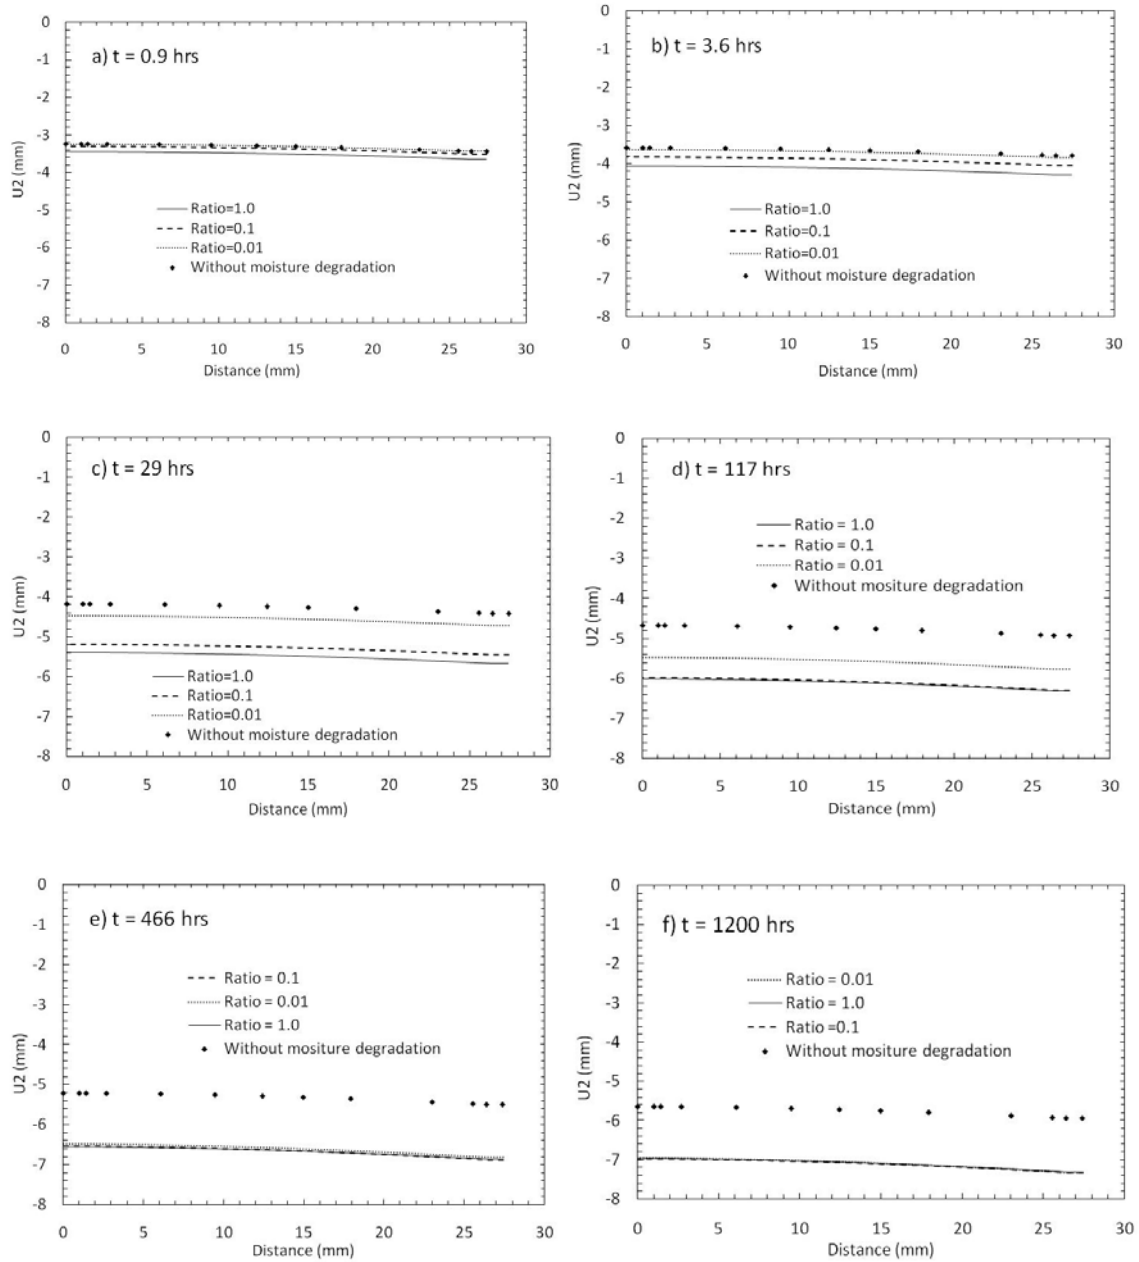 a) t = 0.9 hrs
0
-1
-2
-3
-4
-5
-6
-7
-8
U2 (mm)
Ratio=1.0
Ratio=0.1
Ratio=0.01
Without moisture degradation
0 5 10 15 20 25 30
Distance (mm)
b) t = 3.6 hrs
0
-1
-2
-3
-4
-5
-6
-7
-8
U2 (mm)
Ratio=1.0
Ratio=0.1
Ratio=0.01
Without moisture degradation
0 5 10 15 20 25 30
Distance (mm)
c) t = 29 hrs
0
-1
-2
-3
-4
-5
-6
-7
-8
U2 (mm)
Ratio=1.0
Ratio=0.1
Ratio=0.01
Without moisture degradation
0 5 10 15 20 25 30
Distance (mm)
d) t = 117 hrs
0
-1
-2
-3
-4
-5
-6
-7
-8
U2 (mm)
Ratio = 1.0
Ratio = 0.1
Ratio = 0.01
Without mositure degradation
0 5 10 15 20 25 30
Distance (mm)
e) t = 466 hrs
0
-1
-2
-3
-4
-5
-6
-7
-8
U2 (mm)
Ratio = 0.1
Ratio = 0.01
Ratio = 1.0
Without mositure degradation
0 5 10 15 20 25 30
Distance (mm)
f) t = 1200 hrs
0
-1
-2
-3
-4
-5
-6
-7
-8
U2 (mm)
Ratio = 0.01
Ratio = 1.0
Ratio =0.1
Without mositure degradation
0 5 10 15 20 25 30
Distance (mm)